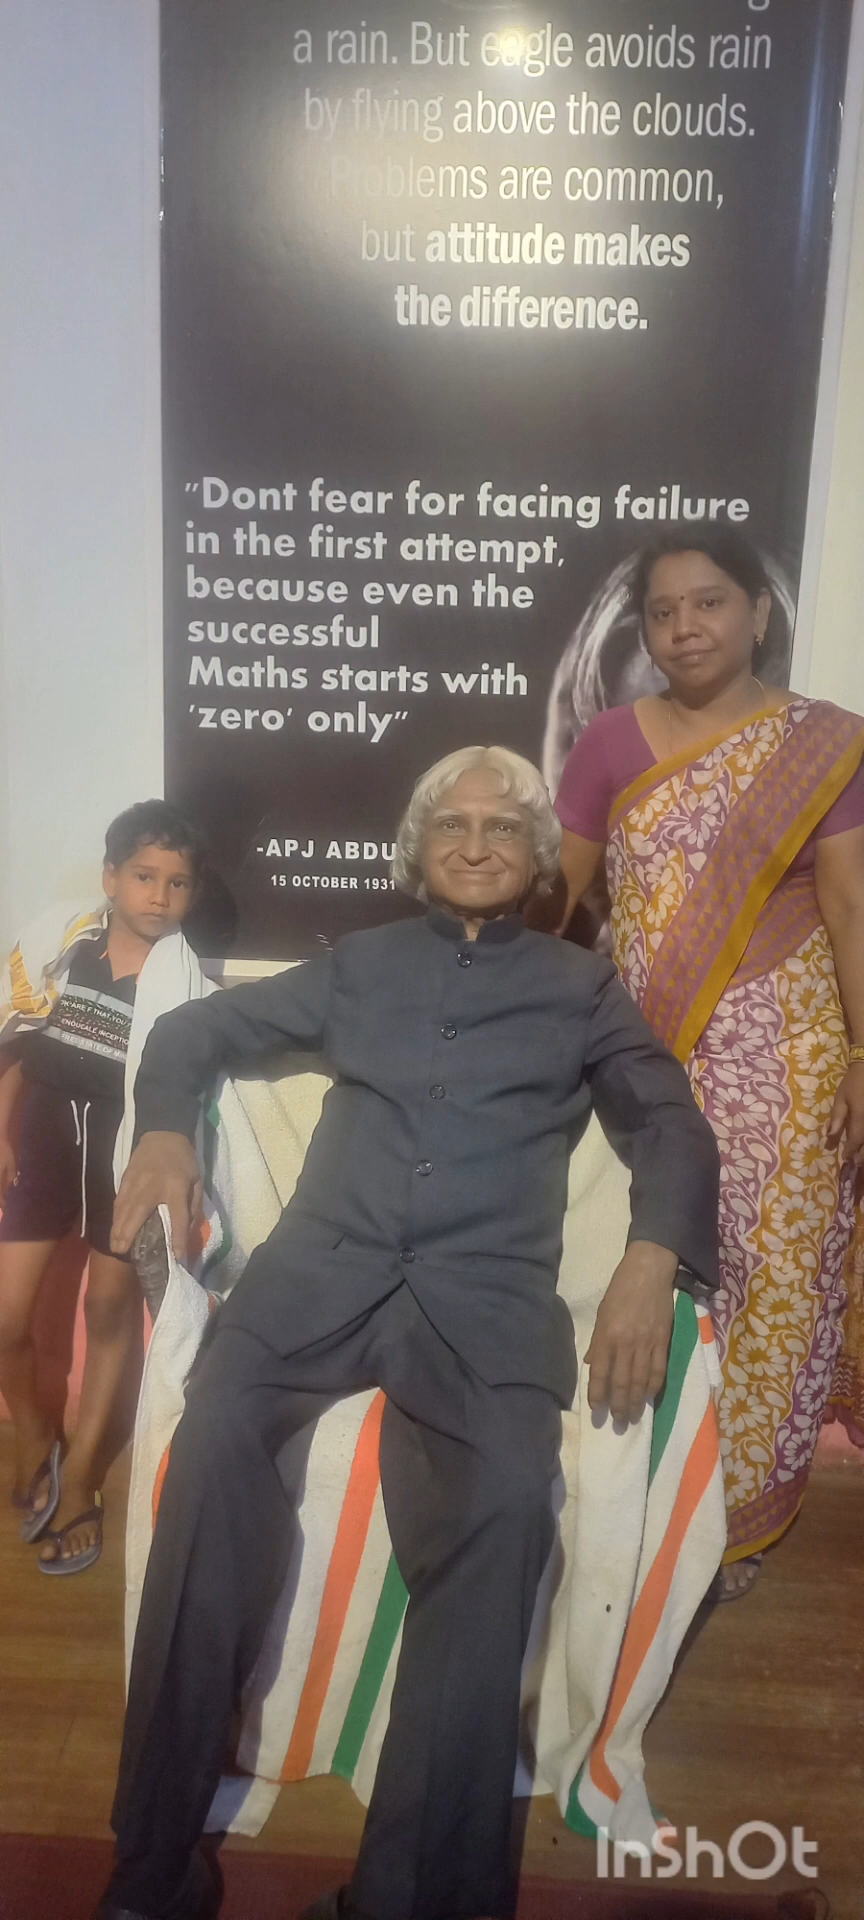 a rain. But eagle avoids rain
by flying above the clouds.
Problems are common,
but attitude makes
the difference.
"Dont fear for facing failure
in the first attempt,
because even the
successful
Maths starts with
'zero' only"
-APJ ABDU
15 OCTOBER 1931
InShOt